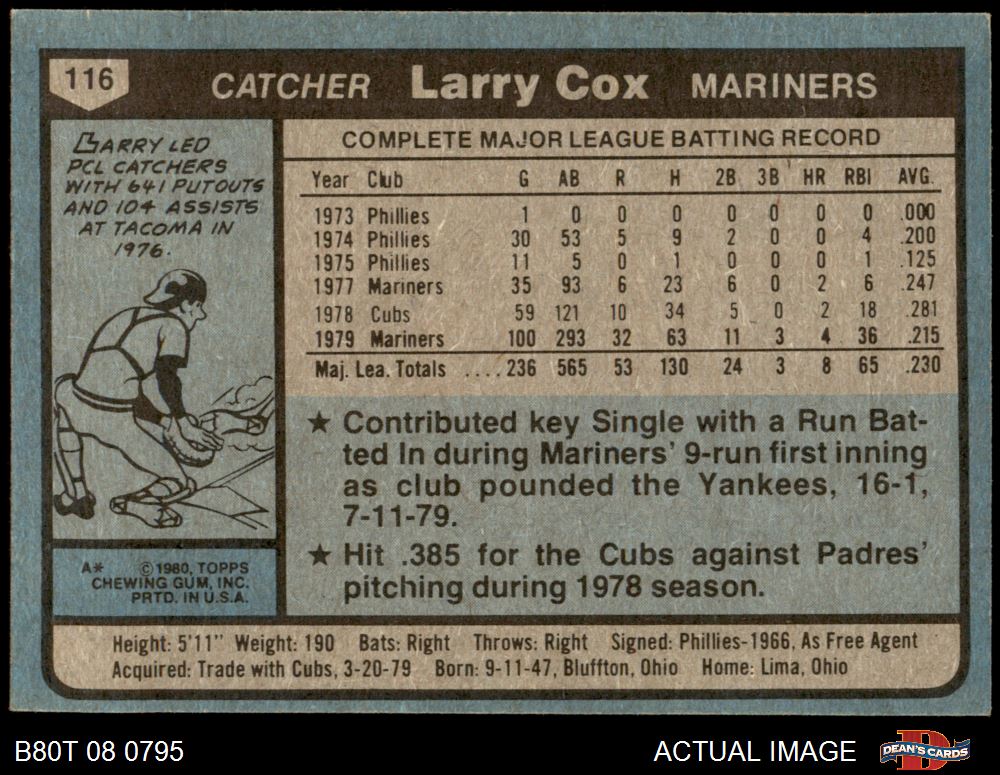 116
CATCHER Larry Cox MARINERS
LARRY LED
PCL CATCHERS
WITH 641 PUTOUTS
AND 104 ASSISTS
AT TACOMA IN
1976.
COMPLETE MAJOR LEAGUE BATTING RECORD
Year Club G AB R H 2B 3B HR RBI AVG.
1973 Phillies 1 0 0 0 0 0 0 0 .000
1974 Phillies 30 53 5 9 2 0 0 4 .200
1975 Phillies 11 5 0 1 0 0 0 1 .125
1977 Mariners 35 93 6 23 6 0 2 6 .247
1978 Cubs 59 121 10 34 5 0 2 18 .281
1979 Mariners 100 293 32 63 11 3 4 36 .215
Maj. Lea. Totals ....236 565 53 130 24 3 8 65 .230
★ Contributed key Single with a Run Bat-
ted In during Mariners' 9-run first inning
as club pounded the Yankees, 16-1,
7-11-79.
★ Hit .385 for the Cubs against Padres'
pitching during 1978 season.
A* ©1980, TOPPS
CHEWING GUM, INC.
PRTD. IN U.S.A.
Height: 5'11" Weight: 190 Bats: Right Throws: Right Signed: Phillies-1966, As Free Agent
Acquired: Trade with Cubs, 3-20-79 Born: 9-11-47, Bluffton, Ohio Home: Lima, Ohio
B80T 08 0795 ACTUAL IMAGE DEAN'S CARDS